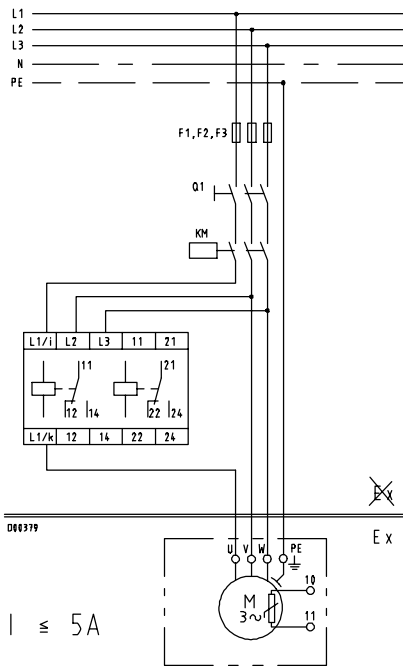 L1
L2
L3
N
PE
F1,F2,F3
Q1
KM
L1/i L2 L3 11 21
11 21
12 14 22 24
L1/k 12 14 22 24
Ex
D00379
Ex
U V W PE
10
M
3~
11
I ≤ 5A